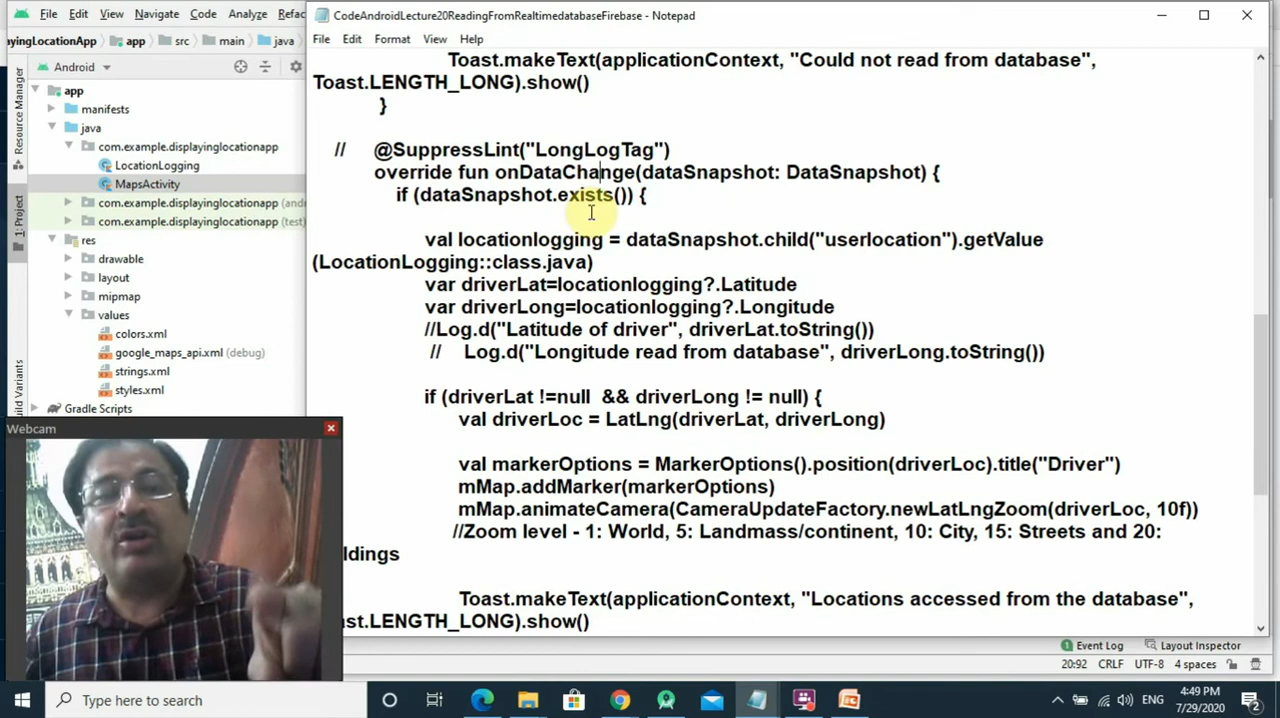 File Edit View Navigate Code Analyze Refac
CodeAndroidLecture20ReadingFromRealtimedatabaseFirebase - Notepad
ayingLocationApp app src main java
File Edit Format View Help
Android
Resource Manager
1: Project
ild Variants
app
manifests
java
com.example.displayinglocationapp
LocationLogging
MapsActivity
com.example.displayinglocationapp (
com.example.displayinglocationapp (test)
res
drawable
layout
mipmap
values
colors.xml
google_maps_api.xml (debug)
strings.xml
styles.xml
Gradle Scripts
Toast.makeText(applicationContext, "Could not read from database",
Toast.LENGTH_LONG).show()
}
// @SuppressLint("LongLogTag")
override fun onDataChange(dataSnapshot: DataSnapshot) {
if (dataSnapshot.exists()) {
val locationlogging = dataSnapshot.child("userlocation").getValue
(LocationLogging::class.java)
var driverLat=locationlogging?.Latitude
var driverLong=locationlogging?.Longitude
//Log.d("Latitude of driver", driverLat.toString())
// Log.d("Longitude read from database", driverLong.toString())
if (driverLat !=null && driverLong != null) {
val driverLoc = LatLng(driverLat, driverLong)
val markerOptions = MarkerOptions().position(driverLoc).title("Driver")
mMap.addMarker(markerOptions)
mMap.animateCamera(CameraUpdateFactory.newLatLngZoom(driverLoc, 10f))
//Zoom level - 1: World, 5: Landmass/continent, 10: City, 15: Streets and 20:
ldings
Toast.makeText(applicationContext, "Locations accessed from the database",
ast.LENGTH_LONG).show()
Webcam
Event Log Layout Inspector
20:92 CRLF UTF-8 4 spaces
Type here to search
ENG
4:49 PM
7/29/2020
2